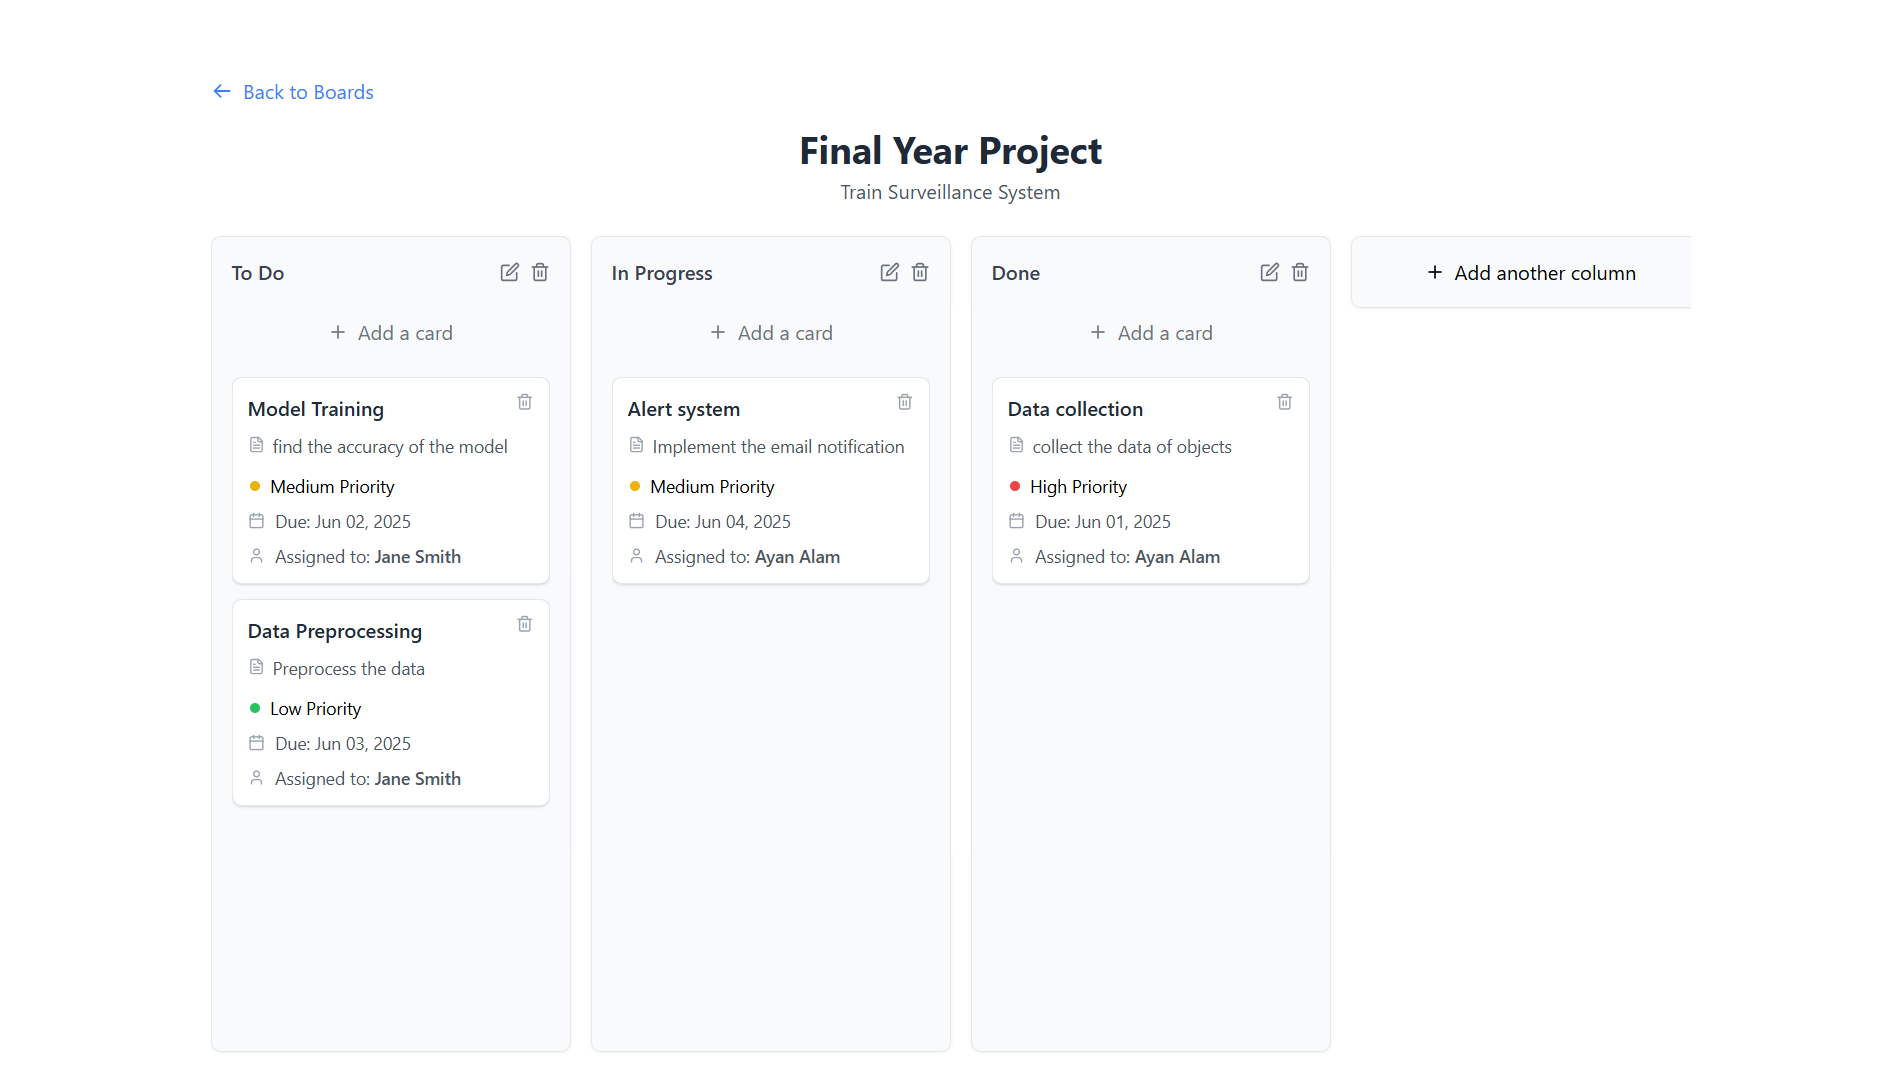 Back to Boards
Final Year Project
Train Surveillance System
To Do
Add a card
Model Training
find the accuracy of the model
Medium Priority
Due: Jun 02, 2025
Assigned to: Jane Smith
Data Preprocessing
Preprocess the data
Low Priority
Due: Jun 03, 2025
Assigned to: Jane Smith
In Progress
Add a card
Alert system
Implement the email notification
Medium Priority
Due: Jun 04, 2025
Assigned to: Ayan Alam
Done
Add a card
Data collection
collect the data of objects
High Priority
Due: Jun 01, 2025
Assigned to: Ayan Alam
Add another column